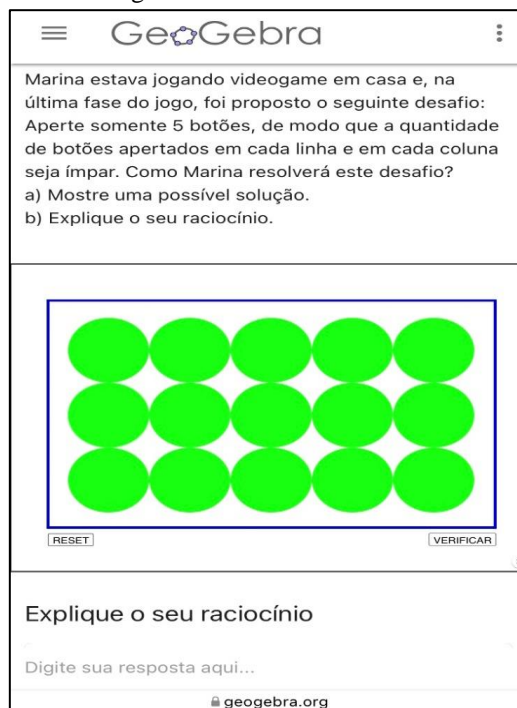 GeoGebra
Marina estava jogando videogame em casa e, na
última fase do jogo, foi proposto o seguinte desafio:
Aperte somente 5 botões, de modo que a quantidade
de botões apertados em cada linha e em cada coluna
seja ímpar. Como Marina resolverá este desafio?
a) Mostre uma possível solução.
b) Explique o seu raciocínio.
RESET
VERIFICAR
Explique o seu raciocínio
Digite sua resposta aqui...
geogebra.org